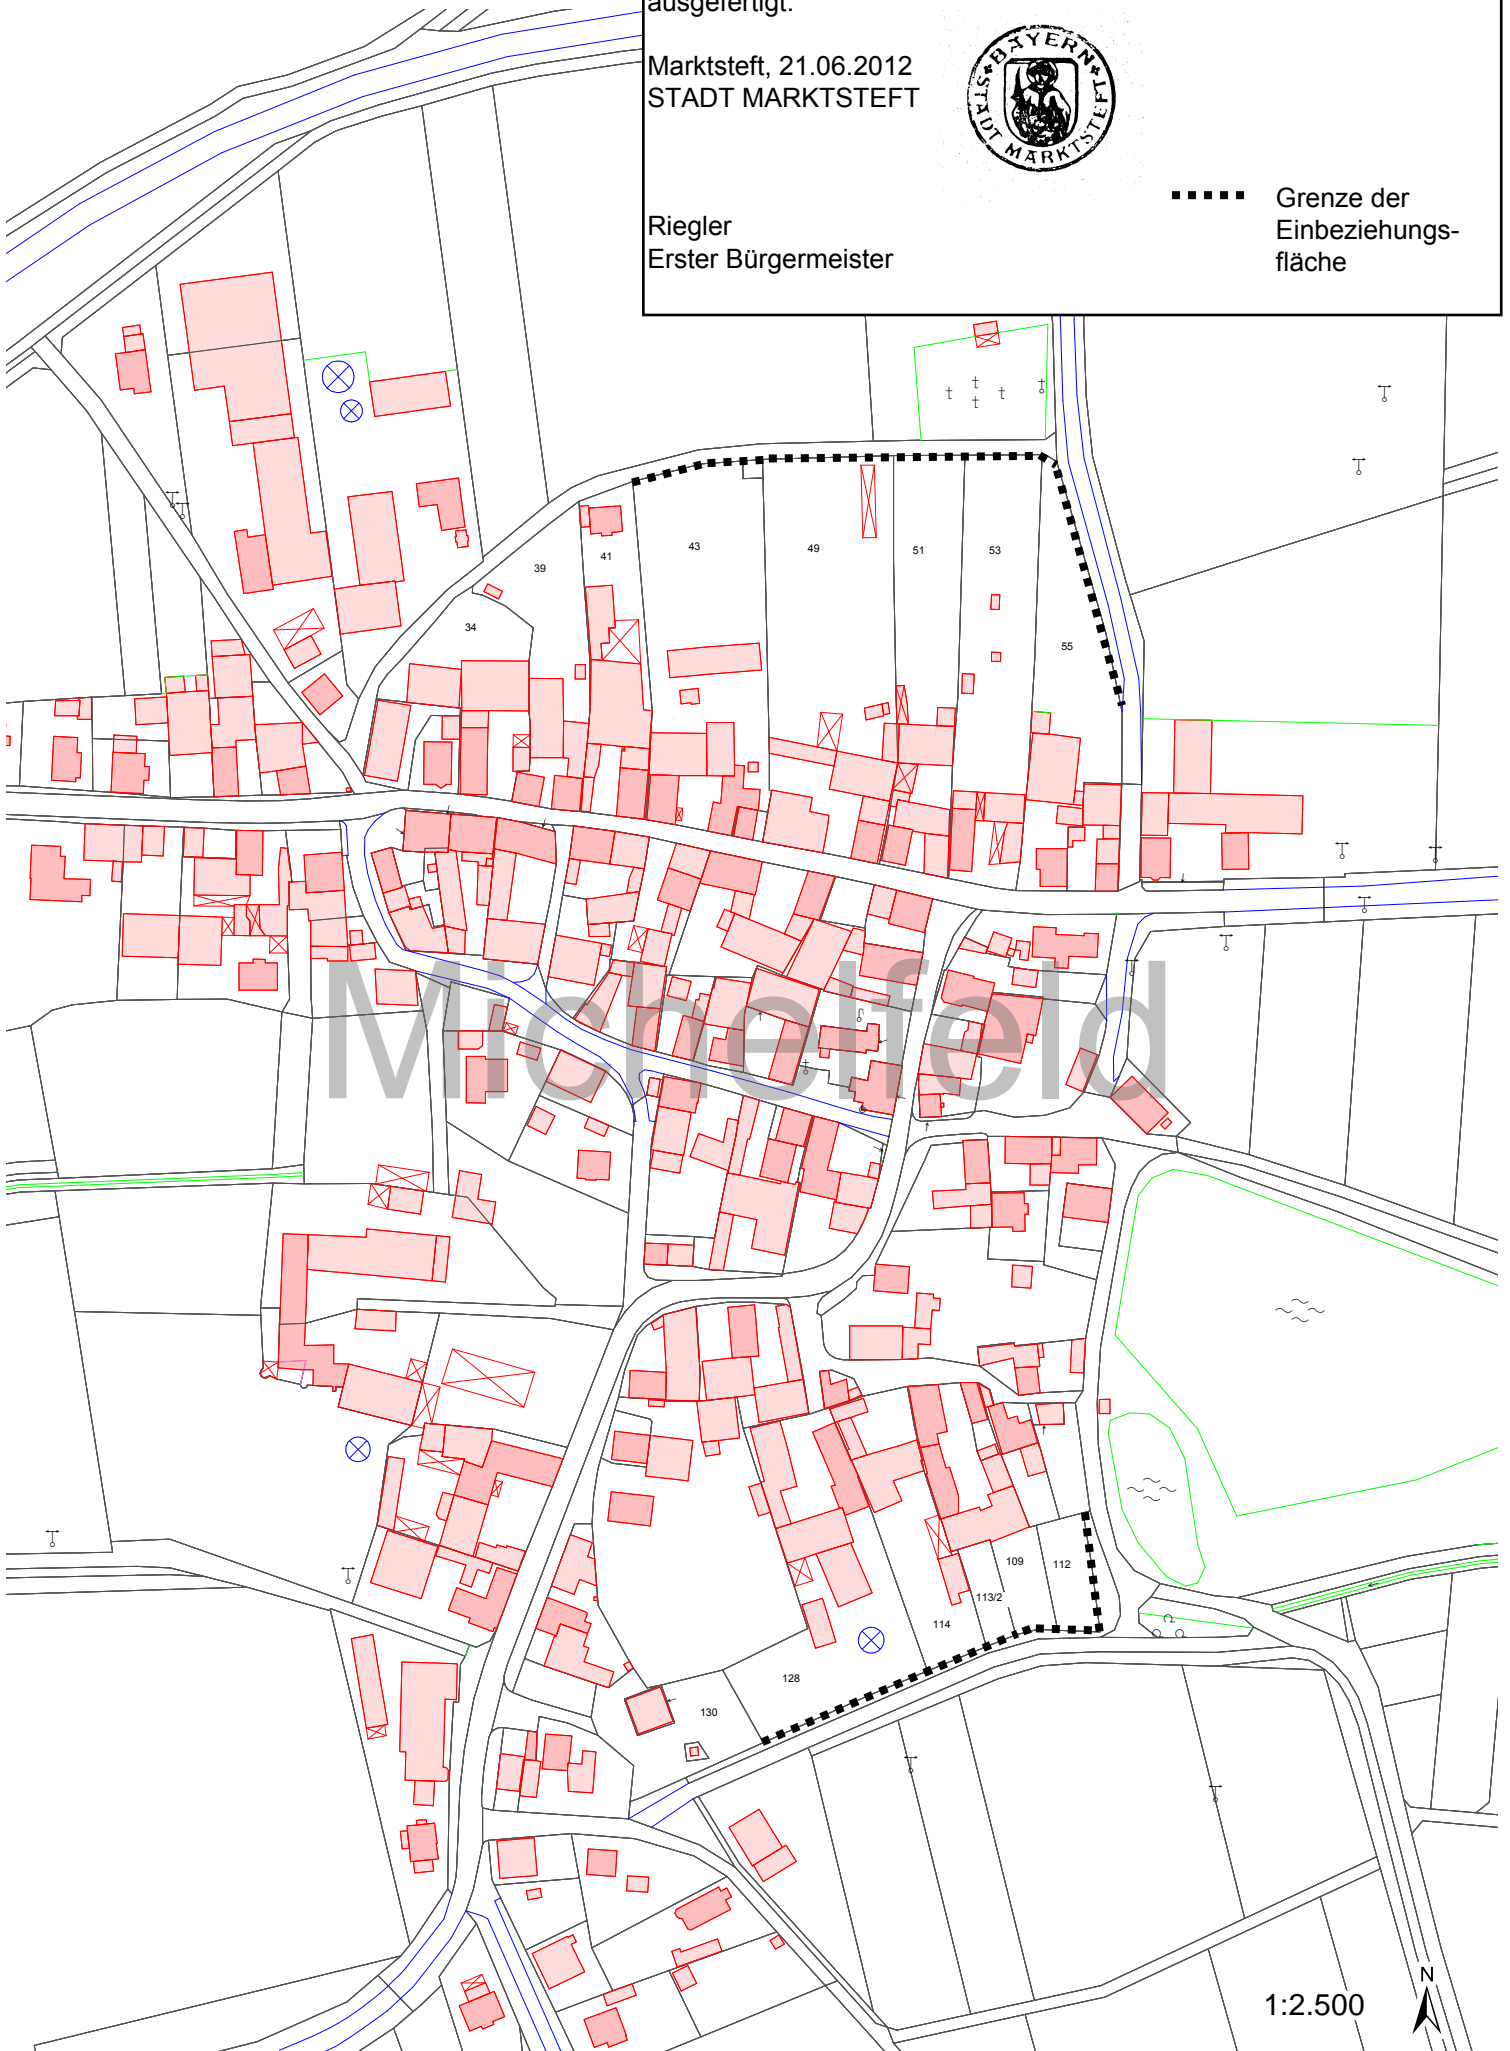 ausgefertigt:
Marktsteft, 21.06.2012
STADT MARKTSTEFT
BAYERN
STADT MARKTSTEFT
Riegler
Erster Bürgermeister
Grenze der
Einbeziehungs-
fläche
43
49
51
53
41
39
34
55
Michelfeld
109
112
113/2
114
128
130
N
1:2.500